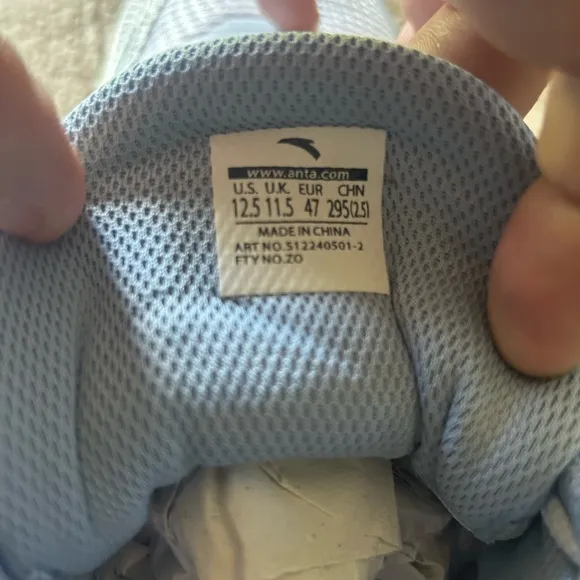 www.anta.com
U.S. U.K. EUR CHN
12.5 11.5 47 295(2.5)
MADE IN CHINA
ART NO.S12240501-2
FTY NO.ZO